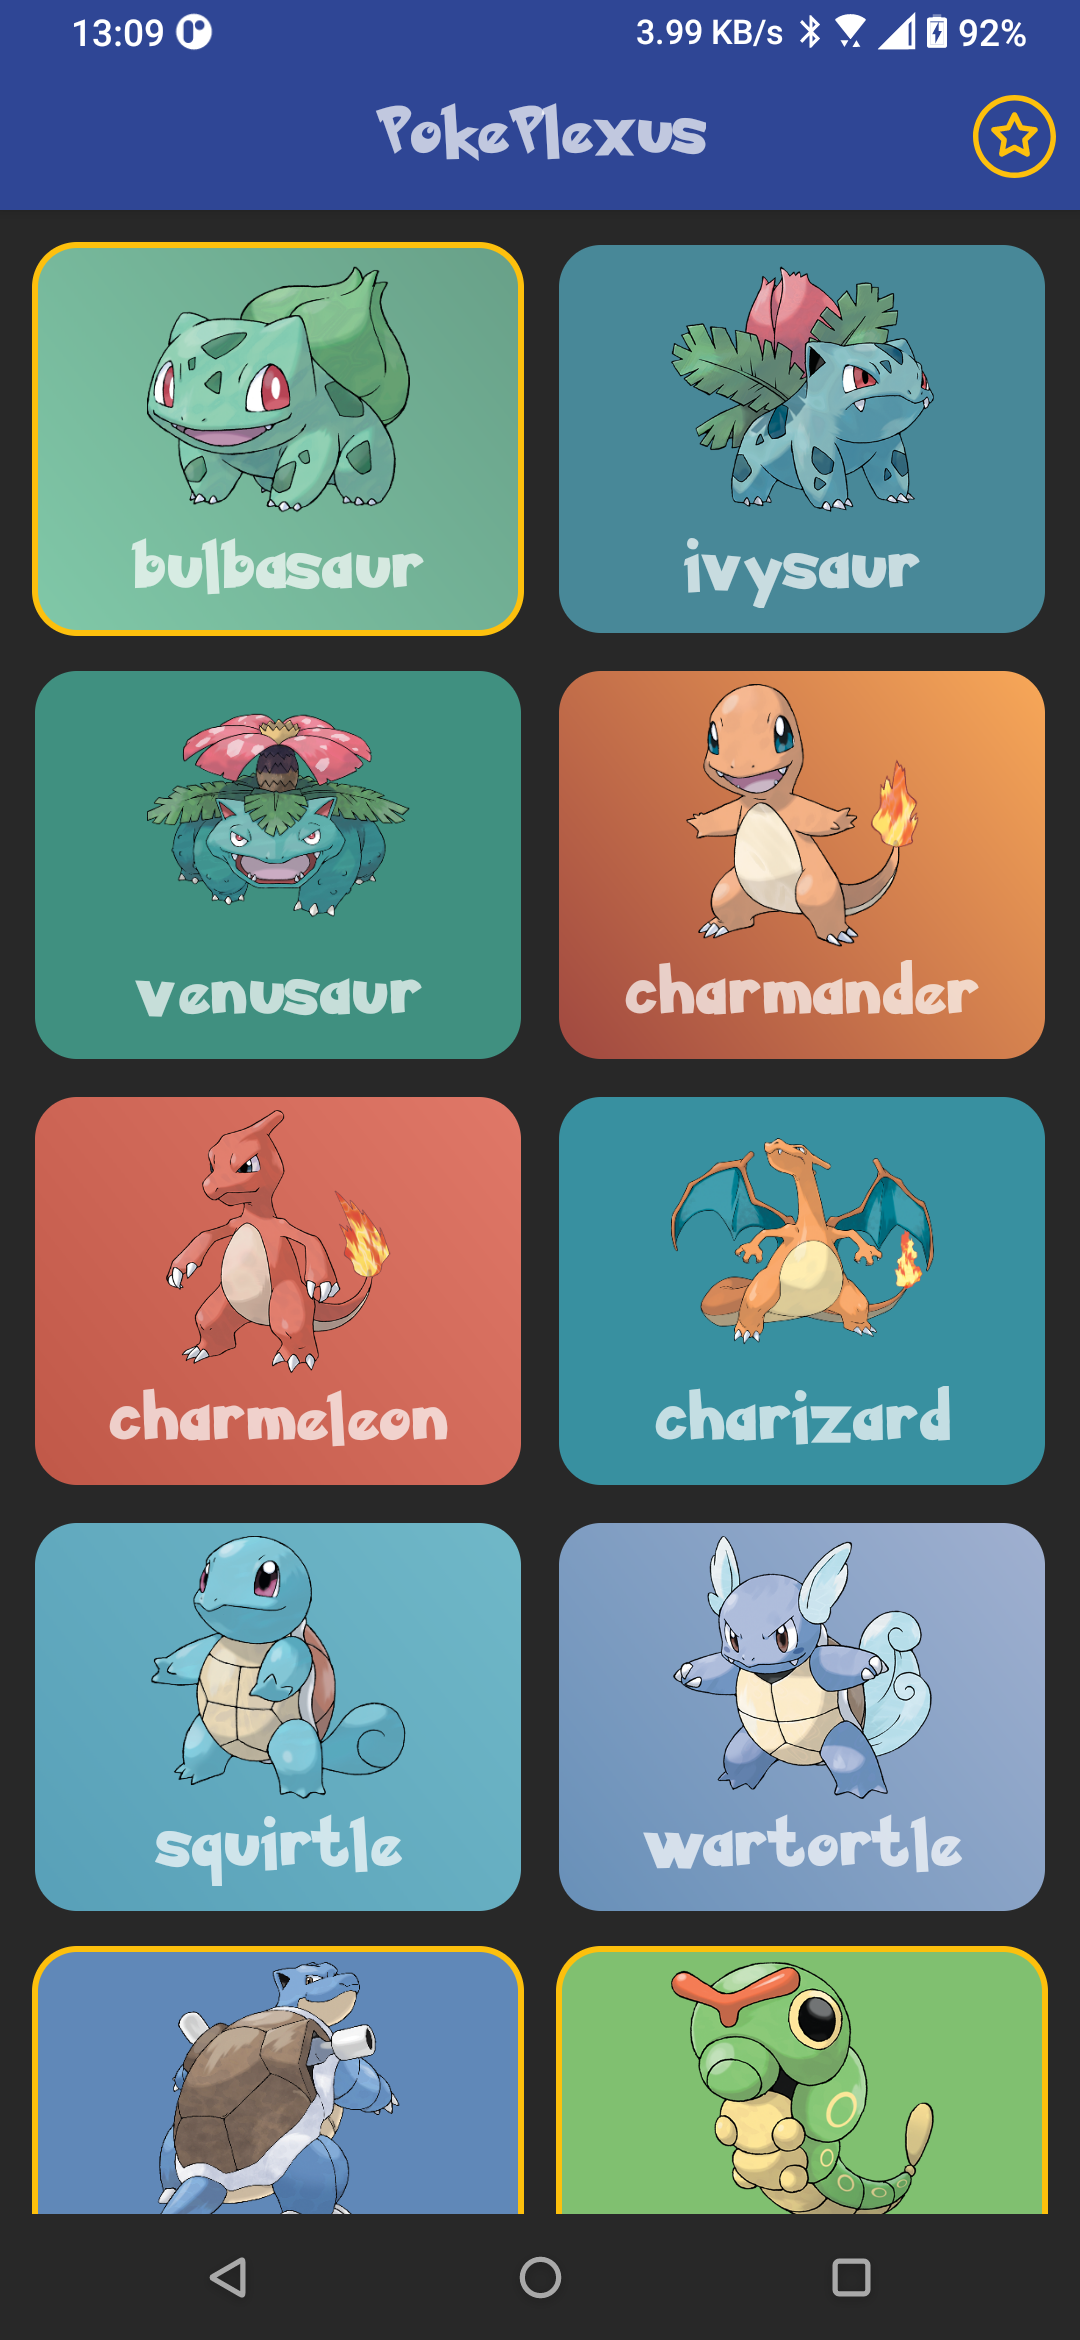 13:09 3.99 KB/s 92%
PokePlexus
bulbasaur
ivysaur
venusaur
charmander
charmeleon
charizard
squirtle
wartortle